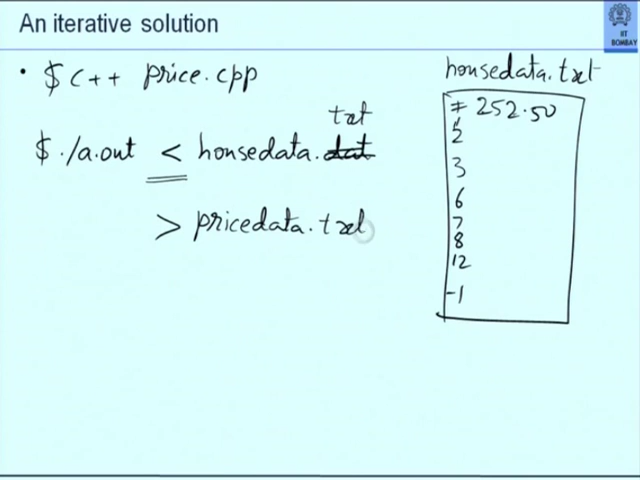 An iterative solution
IIT
BOMBAY
• $ c++ price.cpp
$ ./a.out < housedata.dat
txt
> pricedata.txt
housedata.txt
252.50
2
3
6
7
8
12
-1